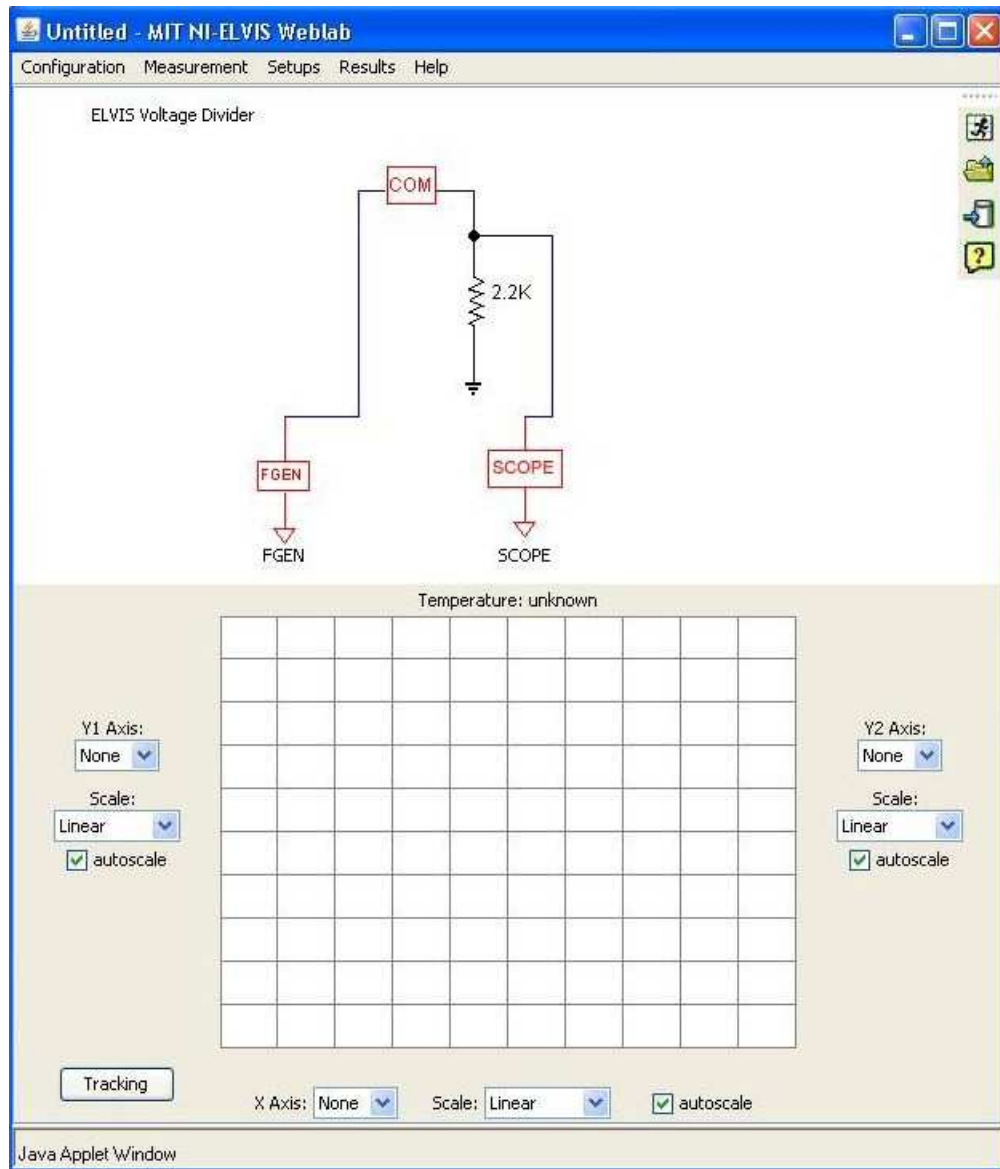 Untitled - MIT NI-ELVIS Weblab
Configuration Measurement Setups Results Help
ELVIS Voltage Divider
COM
2.2K
FGEN
SCOPE
FGEN
SCOPE
?
Temperature: unknown
Y1 Axis:
None
Scale:
Linear
autoscale
Y2 Axis:
None
Scale:
Linear
autoscale
Tracking
X Axis: None Scale: Linear autoscale
Java Applet Window